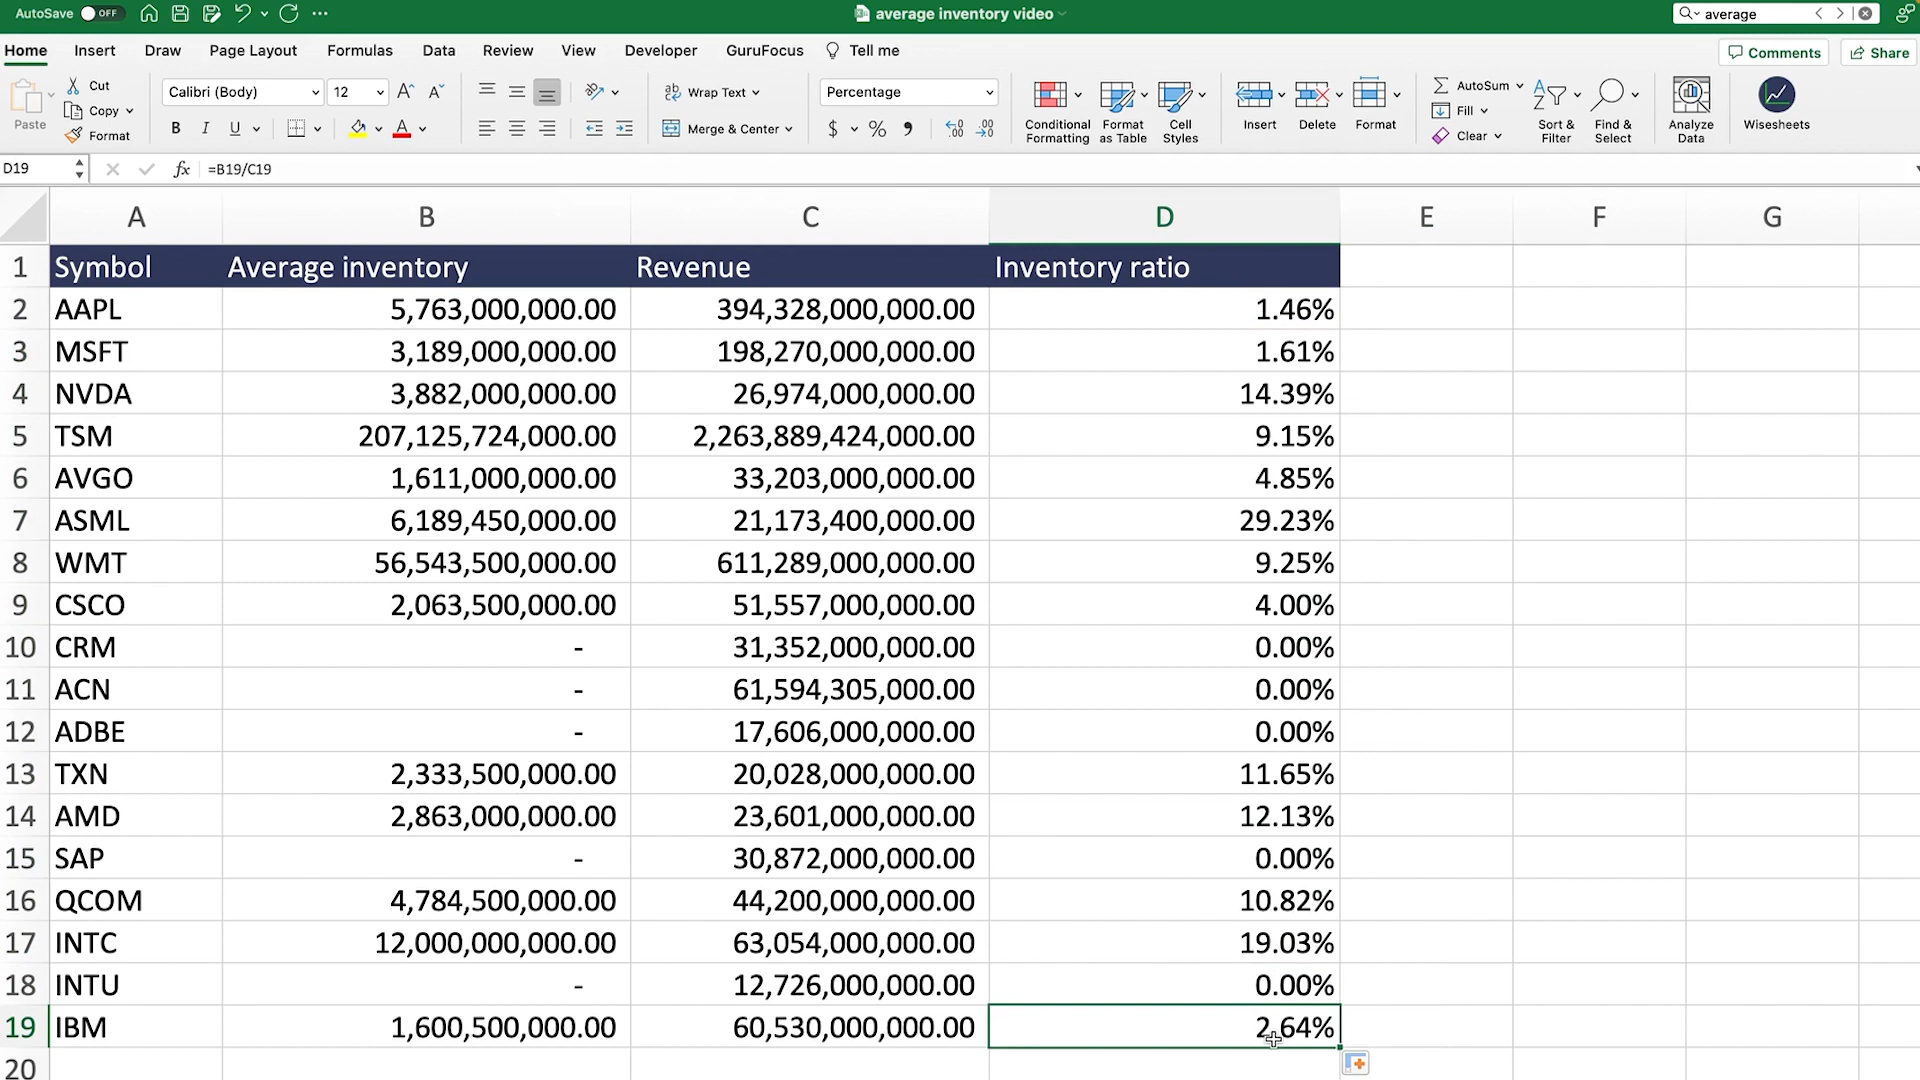 AutoSave OFF average inventory video average
Home Insert Draw Page Layout Formulas Data Review View Developer GuruFocus Tell me Comments Share
Paste Cut Copy Format Calibri (Body) 12 Wrap Text Percentage AutoSum Fill Clear
B I U Merge & Center $ % Conditional Formatting Format as Table Cell Styles Insert Delete Format Sort & Filter Find & Select Analyze Data Wisesheets
D19 fx =B19/C19
A B C D E F G
1 Symbol Average inventory Revenue Inventory ratio
2 AAPL 5,763,000,000.00 394,328,000,000.00 1.46%
3 MSFT 3,189,000,000.00 198,270,000,000.00 1.61%
4 NVDA 3,882,000,000.00 26,974,000,000.00 14.39%
5 TSM 207,125,724,000.00 2,263,889,424,000.00 9.15%
6 AVGO 1,611,000,000.00 33,203,000,000.00 4.85%
7 ASML 6,189,450,000.00 21,173,400,000.00 29.23%
8 WMT 56,543,500,000.00 611,289,000,000.00 9.25%
9 CSCO 2,063,500,000.00 51,557,000,000.00 4.00%
10 CRM - 31,352,000,000.00 0.00%
11 ACN - 61,594,305,000.00 0.00%
12 ADBE - 17,606,000,000.00 0.00%
13 TXN 2,333,500,000.00 20,028,000,000.00 11.65%
14 AMD 2,863,000,000.00 23,601,000,000.00 12.13%
15 SAP - 30,872,000,000.00 0.00%
16 QCOM 4,784,500,000.00 44,200,000,000.00 10.82%
17 INTC 12,000,000,000.00 63,054,000,000.00 19.03%
18 INTU - 12,726,000,000.00 0.00%
19 IBM 1,600,500,000.00 60,530,000,000.00 2.64%
20